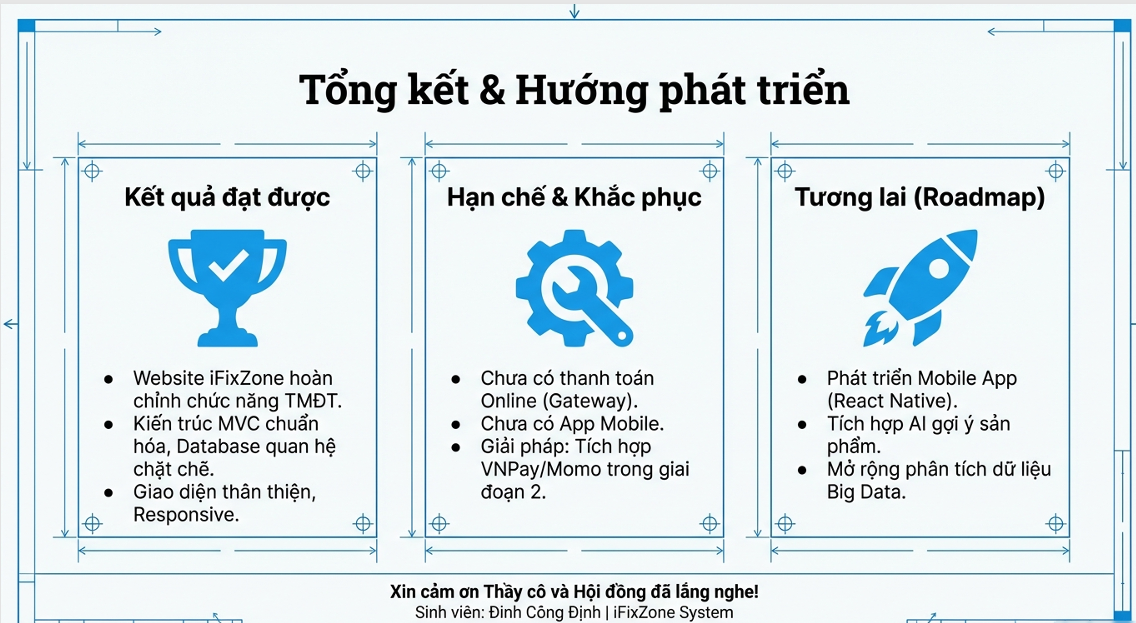 Tổng kết & Hướng phát triển
Kết quả đạt được
● Website iFixZone hoàn
chỉnh chức năng TMĐT.
● Kiến trúc MVC chuẩn
hóa, Database quan hệ
chặt chẽ.
● Giao diện thân thiện,
Responsive.
Hạn chế & Khắc phục
● Chưa có thanh toán
Online (Gateway).
● Chưa có App Mobile.
● Giải pháp: Tích hợp
VNPay/Momo trong giai
đoạn 2.
Tương lai (Roadmap)
● Phát triển Mobile App
(React Native).
● Tích hợp AI gợi ý sản
phẩm.
● Mở rộng phân tích dữ liệu
Big Data.
Xin cảm ơn Thầy cô và Hội đồng đã lắng nghe!
Sinh viên: Đinh Công Định | iFixZone System